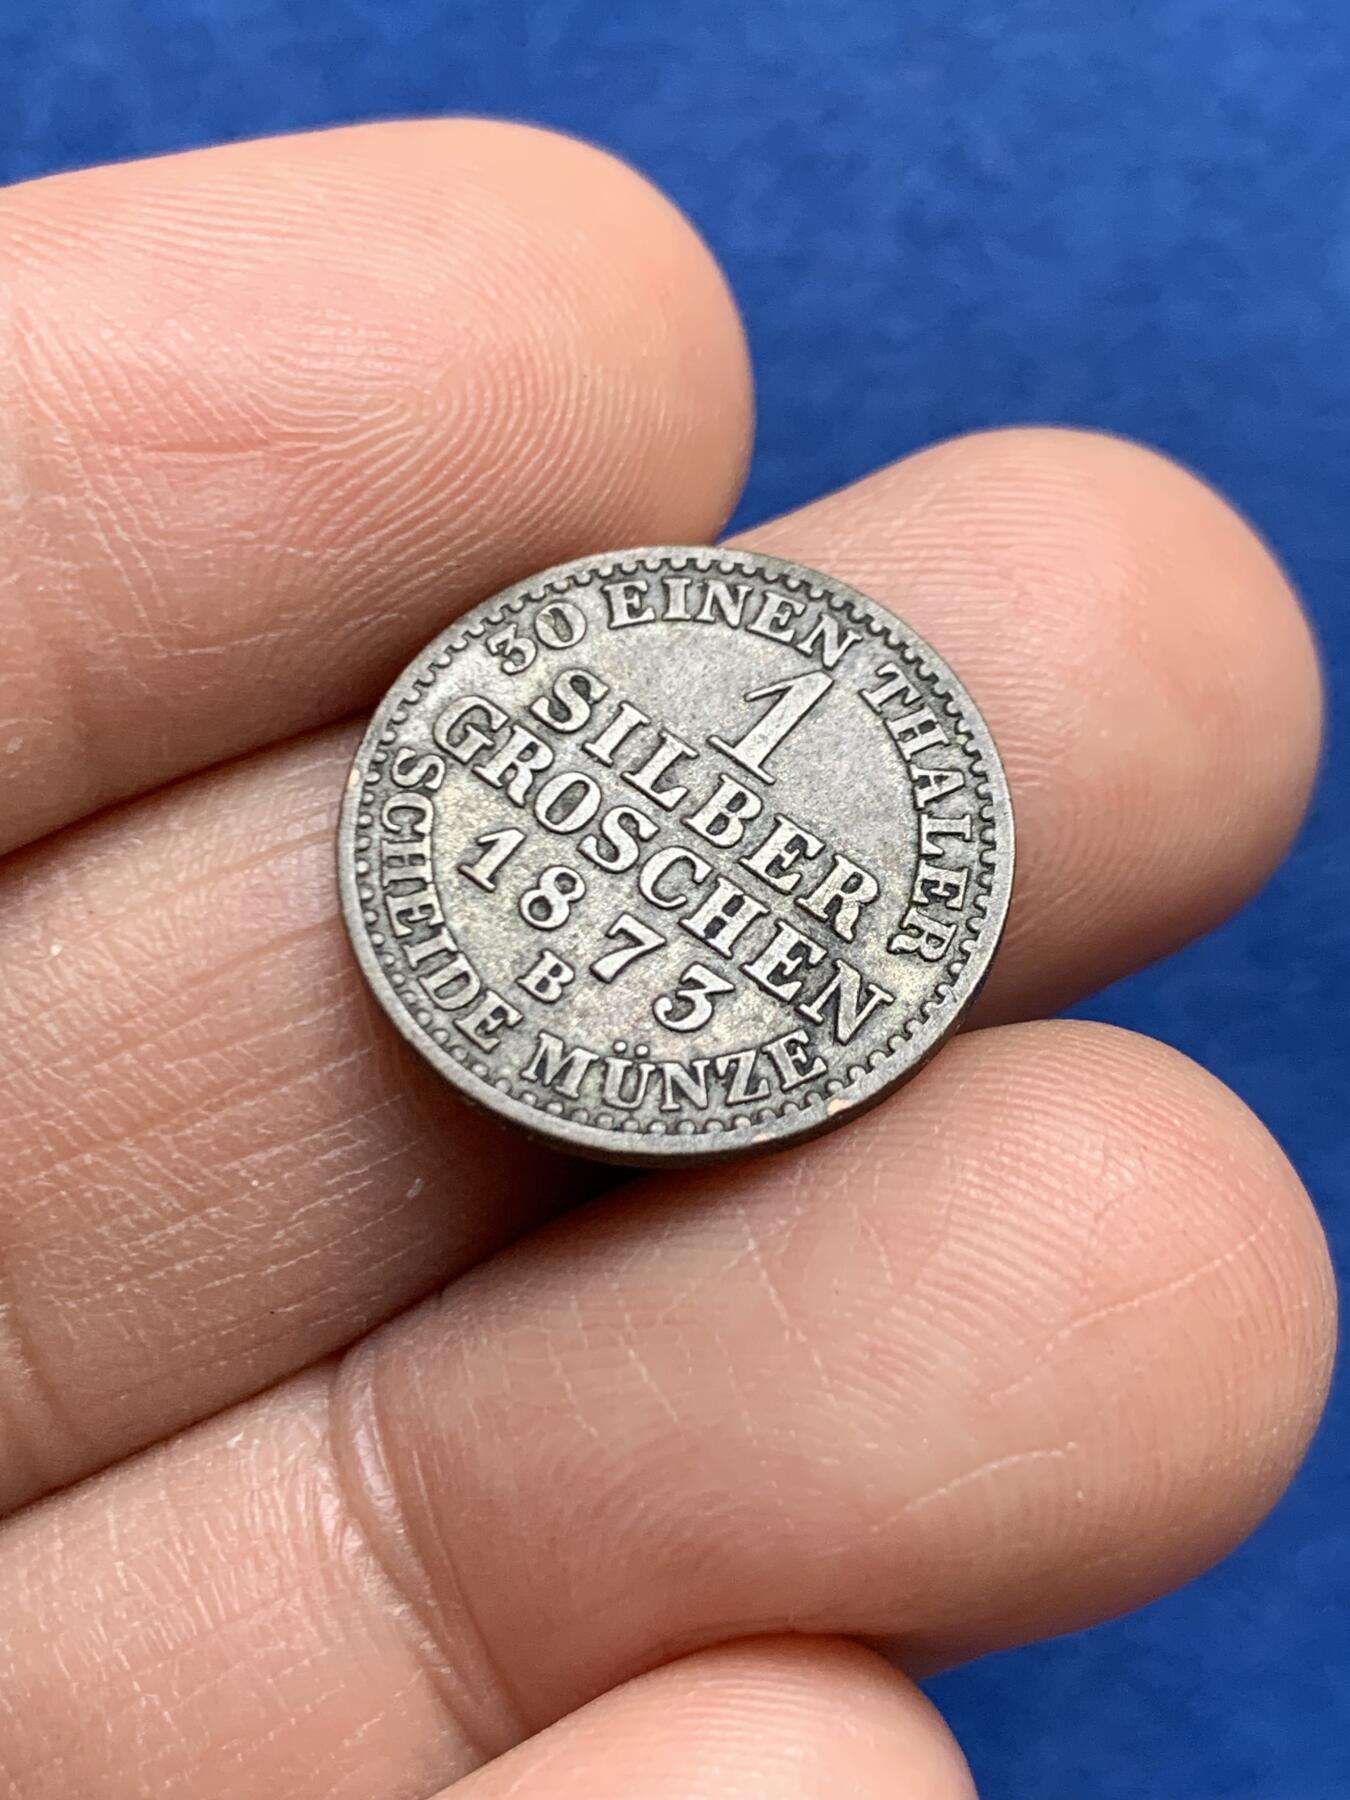 30 EINEN THALER
1
SILBER
GROSCHEN
1873
B
SCHEIDE MÜNZE